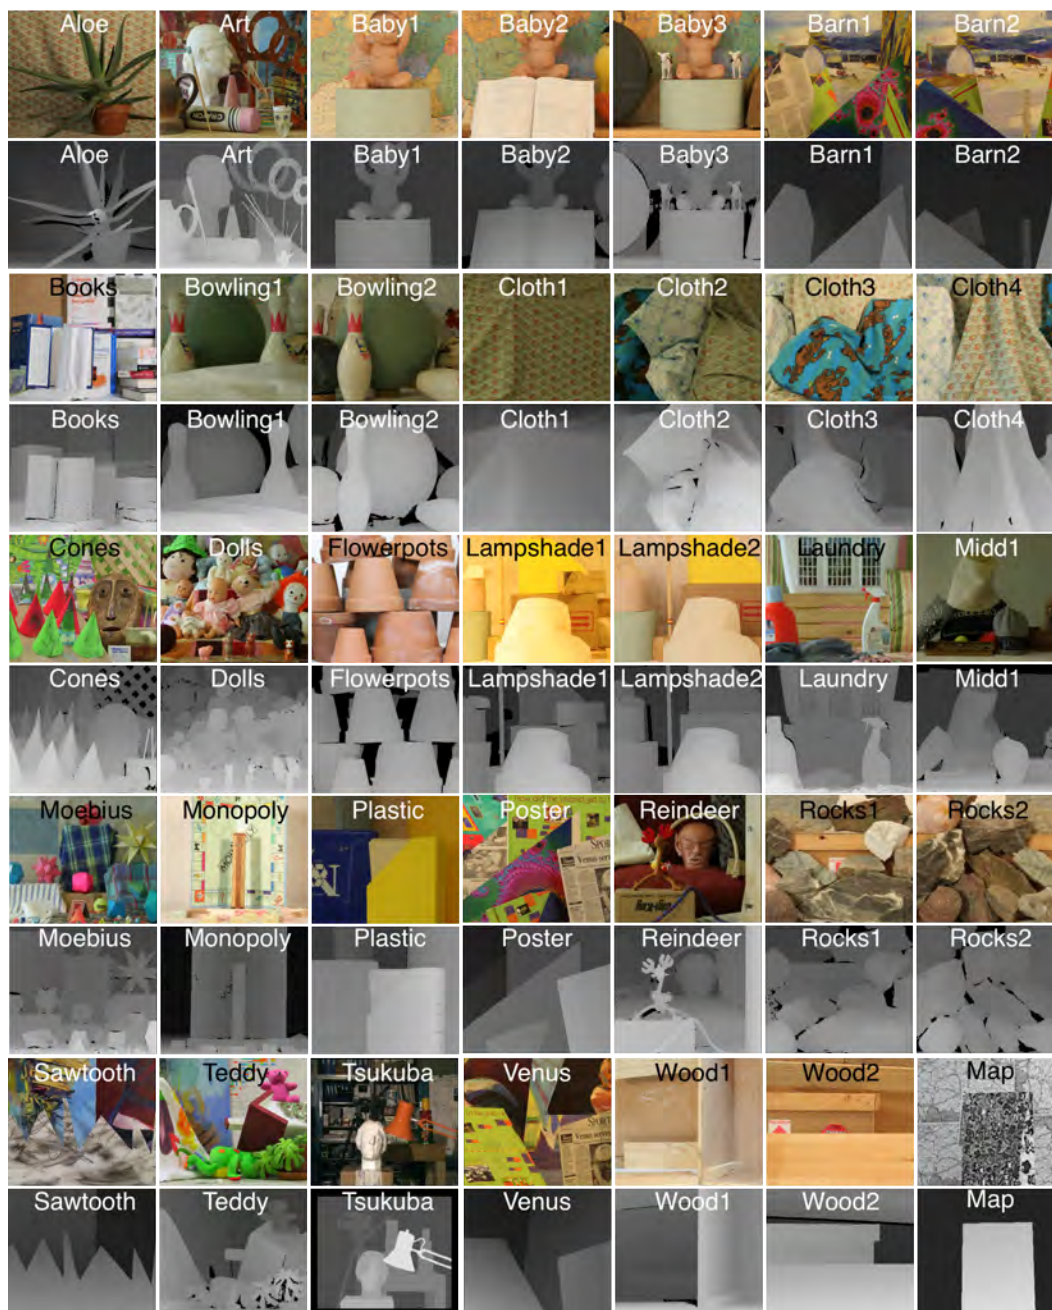 Aloe Art Baby1 Baby2 Baby3 Barn1 Barn2
Aloe Art Baby1 Baby2 Baby3 Barn1 Barn2
Books Bowling1 Bowling2 Cloth1 Cloth2 Cloth3 Cloth4
Books Bowling1 Bowling2 Cloth1 Cloth2 Cloth3 Cloth4
Cones Dolls Flowerpots Lampshade1 Lampshade2 Laundry Midd1
Cones Dolls Flowerpots Lampshade1 Lampshade2 Laundry Midd1
Moebius Monopoly Plastic Poster Reindeer Rocks1 Rocks2
Moebius Monopoly Plastic Poster Reindeer Rocks1 Rocks2
Sawtooth Teddy Tsukuba Venus Wood1 Wood2 Map
Sawtooth Teddy Tsukuba Venus Wood1 Wood2 Map